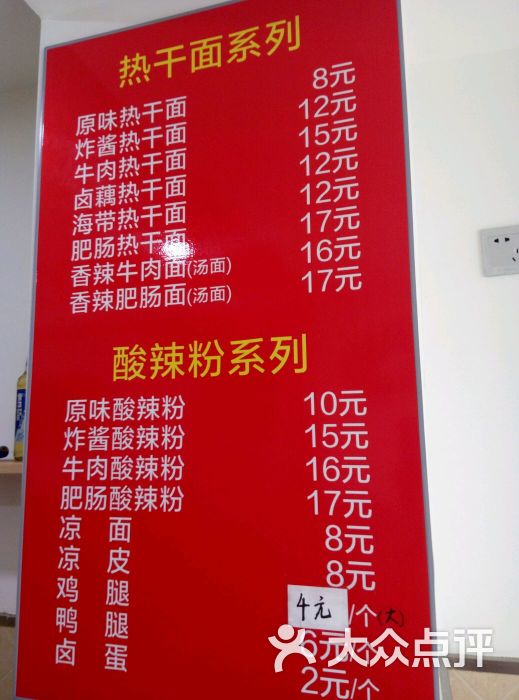 热干面系列
原味热干面 8元
炸酱热干面 12元
牛肉热干面 15元
卤藕热干面 12元
海带热干面 12元
肥肠热干面 17元
香辣牛肉面(汤面) 16元
香辣肥肠面(汤面) 17元
酸辣粉系列
原味酸辣粉 10元
炸酱酸辣粉 15元
牛肉酸辣粉 16元
肥肠酸辣粉 17元
凉面 8元
凉皮 8元
鸡腿 4元/个(大)
鸭腿 6元/个
卤蛋 2元/个
大众点评